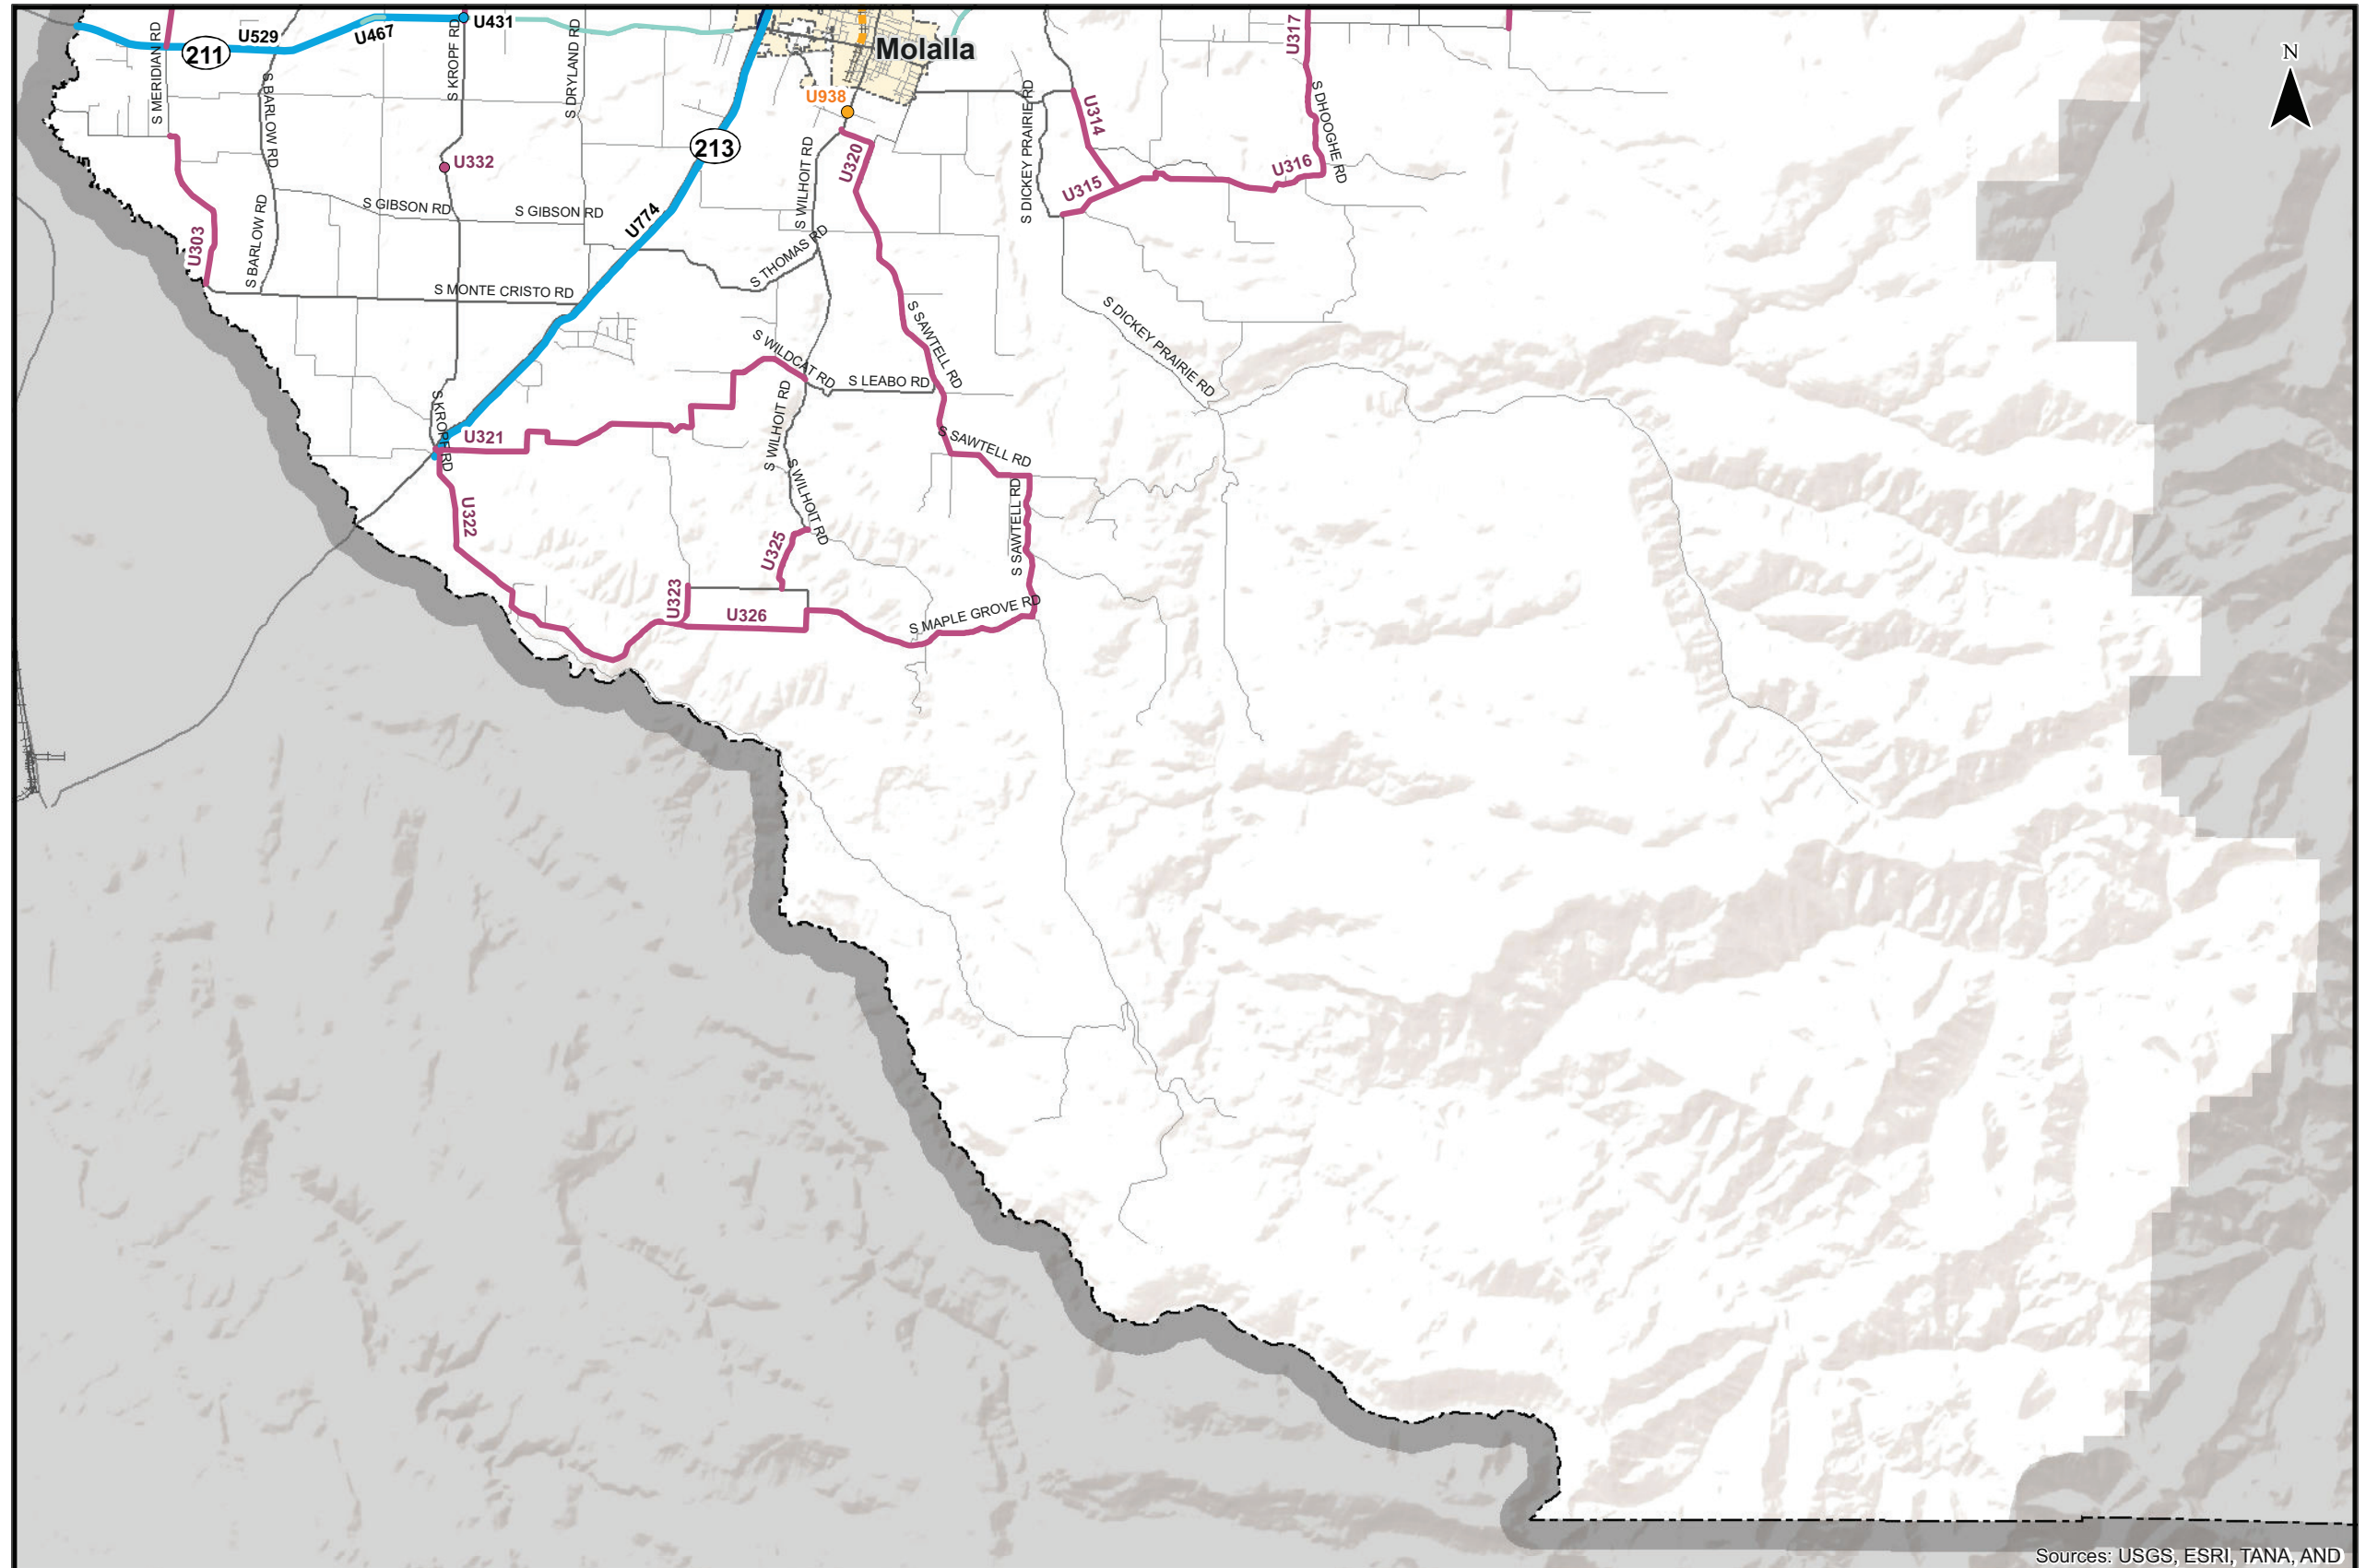 U431
U529
U467
211
Molalla
U317
N
S MERIDIAN RD
S BARLOW RD
S KROPF RD
S DRYLAND RD
U938
S DICKEY PRAIRIE RD
U314
S DHOOGHE RD
213
U332
S WILHOIT RD
U320
U315
U316
S GIBSON RD
S GIBSON RD
U774
U303
S BARLOW RD
S THOMAS RD
S MONTE CRISTO RD
S SAWTELL RD
S DICKEY PRAIRIE RD
S WILDCAT RD
S LEABO RD
S KROPF RD
U321
S WILHOIT RD
S SAWTELL RD
U322
S WILHOIT RD
S SAWTELL RD
U325
U323
U326
S MAPLE GROVE RD
Sources: USGS, ESRI, TANA, AND